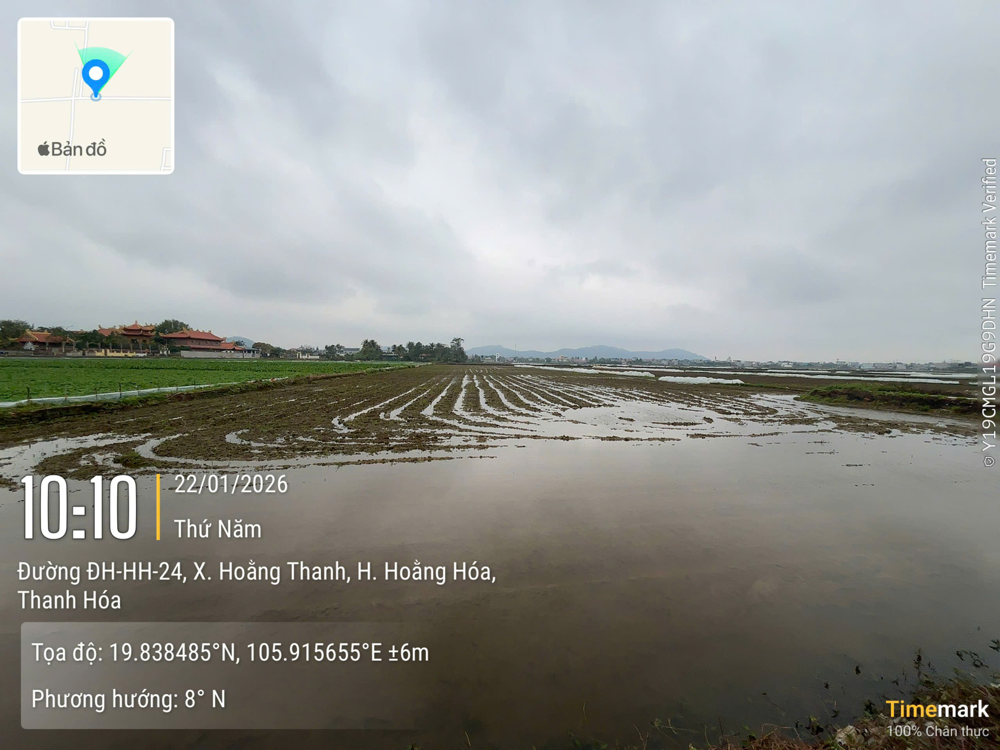 Bản đồ
10:10
22/01/2026
Thứ Năm
Đường ĐH-HH-24, X. Hoằng Thanh, H. Hoằng Hóa,
Thanh Hóa
Tọa độ: 19.838485°N, 105.915655°E ±6m
Phương hướng: 8° N
Y19CMGL19G9DHN Timemark Verified
Timemark
100% Chân thực